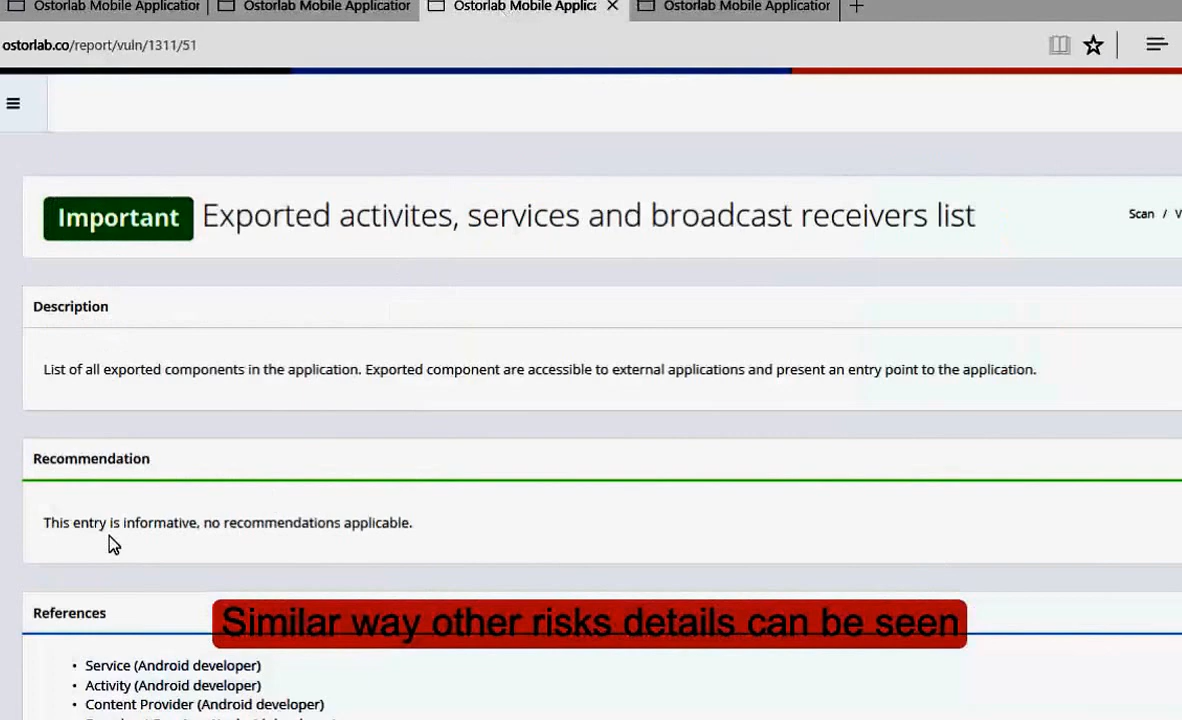 Ostorlab Mobile Application Ostorlab Mobile Application Ostorlab Mobile Applica Ostorlab Mobile Application
ostorlab.co/report/vuln/1311/51
Important Exported activites, services and broadcast receivers list
Scan / V
Description
List of all exported components in the application. Exported component are accessible to external applications and present an entry point to the application.
Recommendation
This entry is informative, no recommendations applicable.
References
Similar way other risks details can be seen
• Service (Android developer)
• Activity (Android developer)
• Content Provider (Android developer)